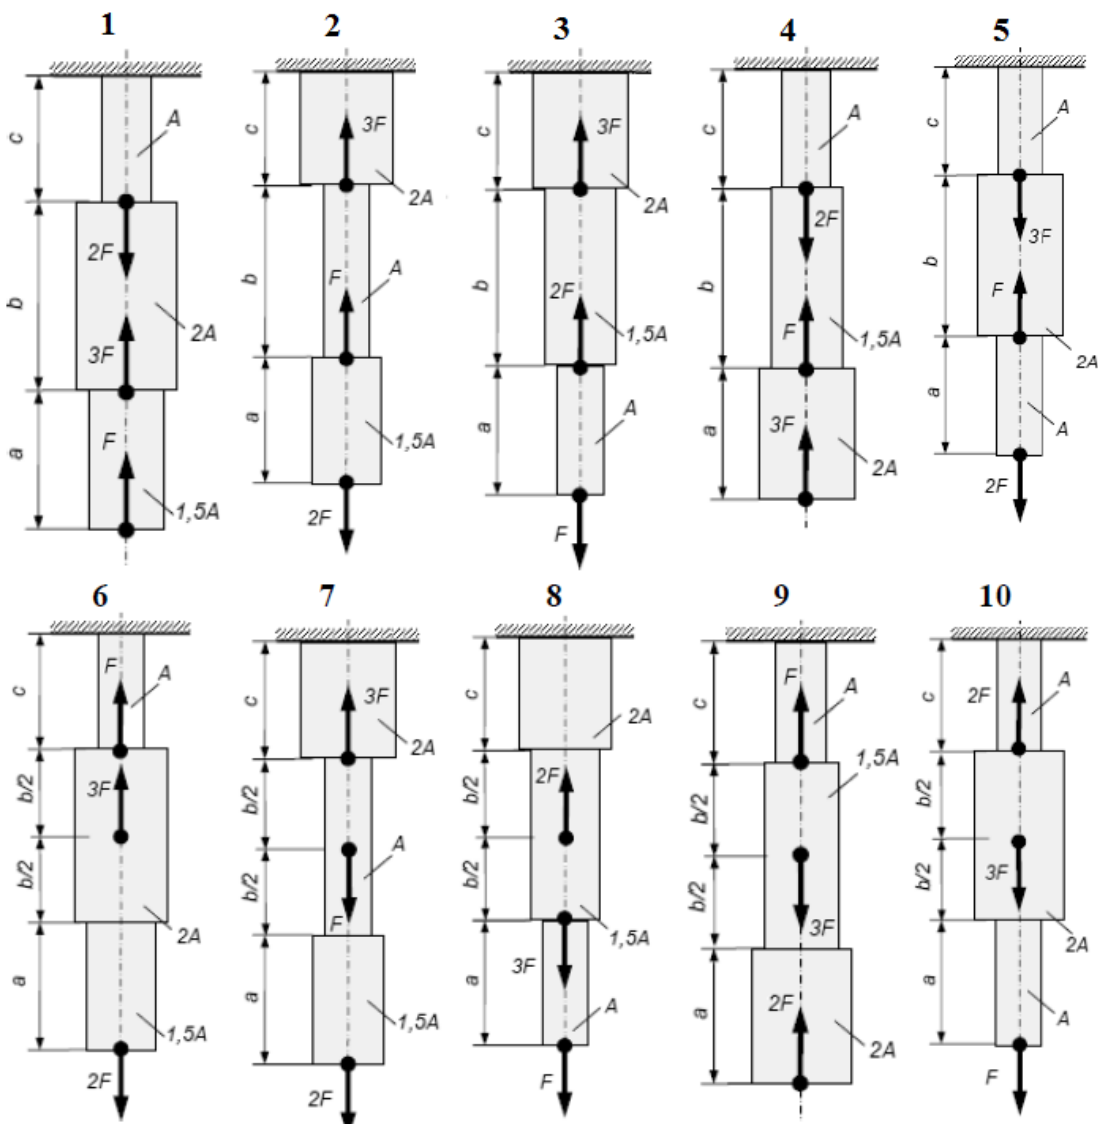 1 2 3 4 5
c A 2F b 2A 3F a F 1,5A
c 3F 2A b F A a 1,5A 2F
c 3F 2A b 2F 1,5A a A F
c A 2F b F 1,5A a 3F 2A
c A 3F b F 2A a A 2F
6 7 8 9 10
c F A b/2 3F b/2 2A a 1,5A 2F
c 3F 2A b/2 b/2 A F a 1,5A 2F
c 2A b/2 2F b/2 1,5A a 3F A F
c F A b/2 1,5A b/2 3F a 2F 2A
c 2F A b/2 b/2 3F 2A a A F